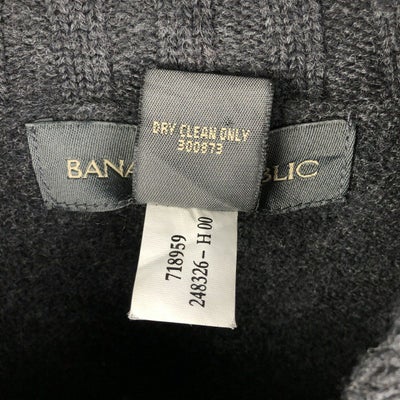 DRY CLEAN ONLY
300873
BANA BLIC
718959
248326-H 00